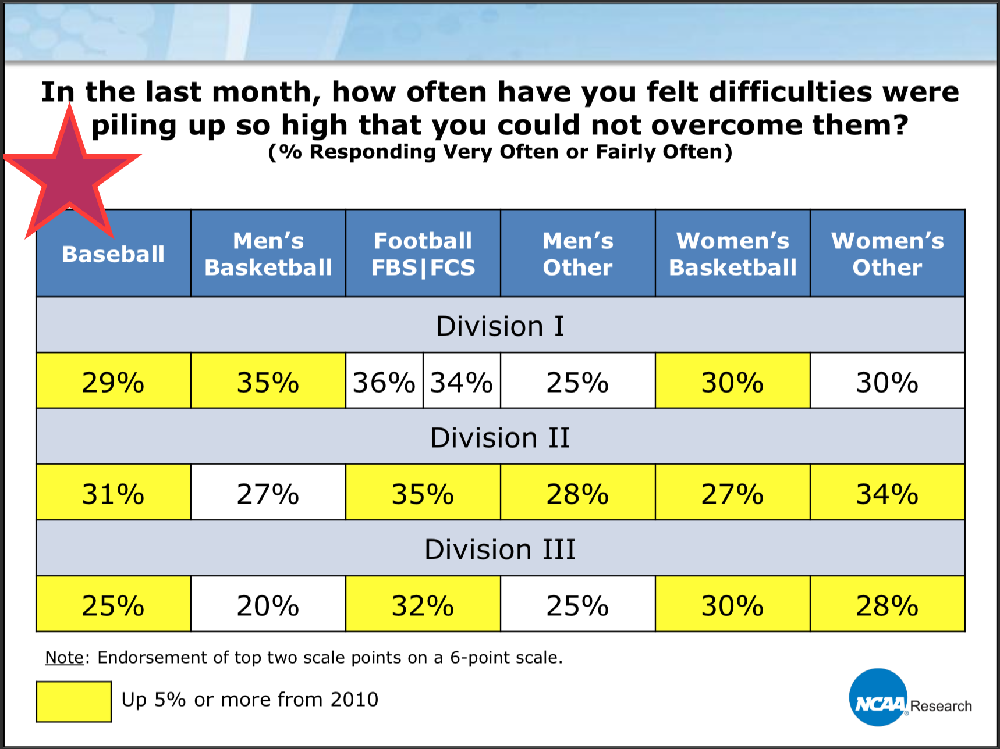 In the last month, how often have you felt difficulties were
piling up so high that you could not overcome them?
(% Responding Very Often or Fairly Often)
Baseball
Men’s
Basketball
Football
FBS|FCS
Men’s
Other
Women’s
Basketball
Women’s
Other
Division I
29% 35% 36% 34% 25% 30% 30%
Division II
31% 27% 35% 28% 27% 34%
Division III
25% 20% 32% 25% 30% 28%
Note: Endorsement of top two scale points on a 6-point scale.
Up 5% or more from 2010
NCAA® Research